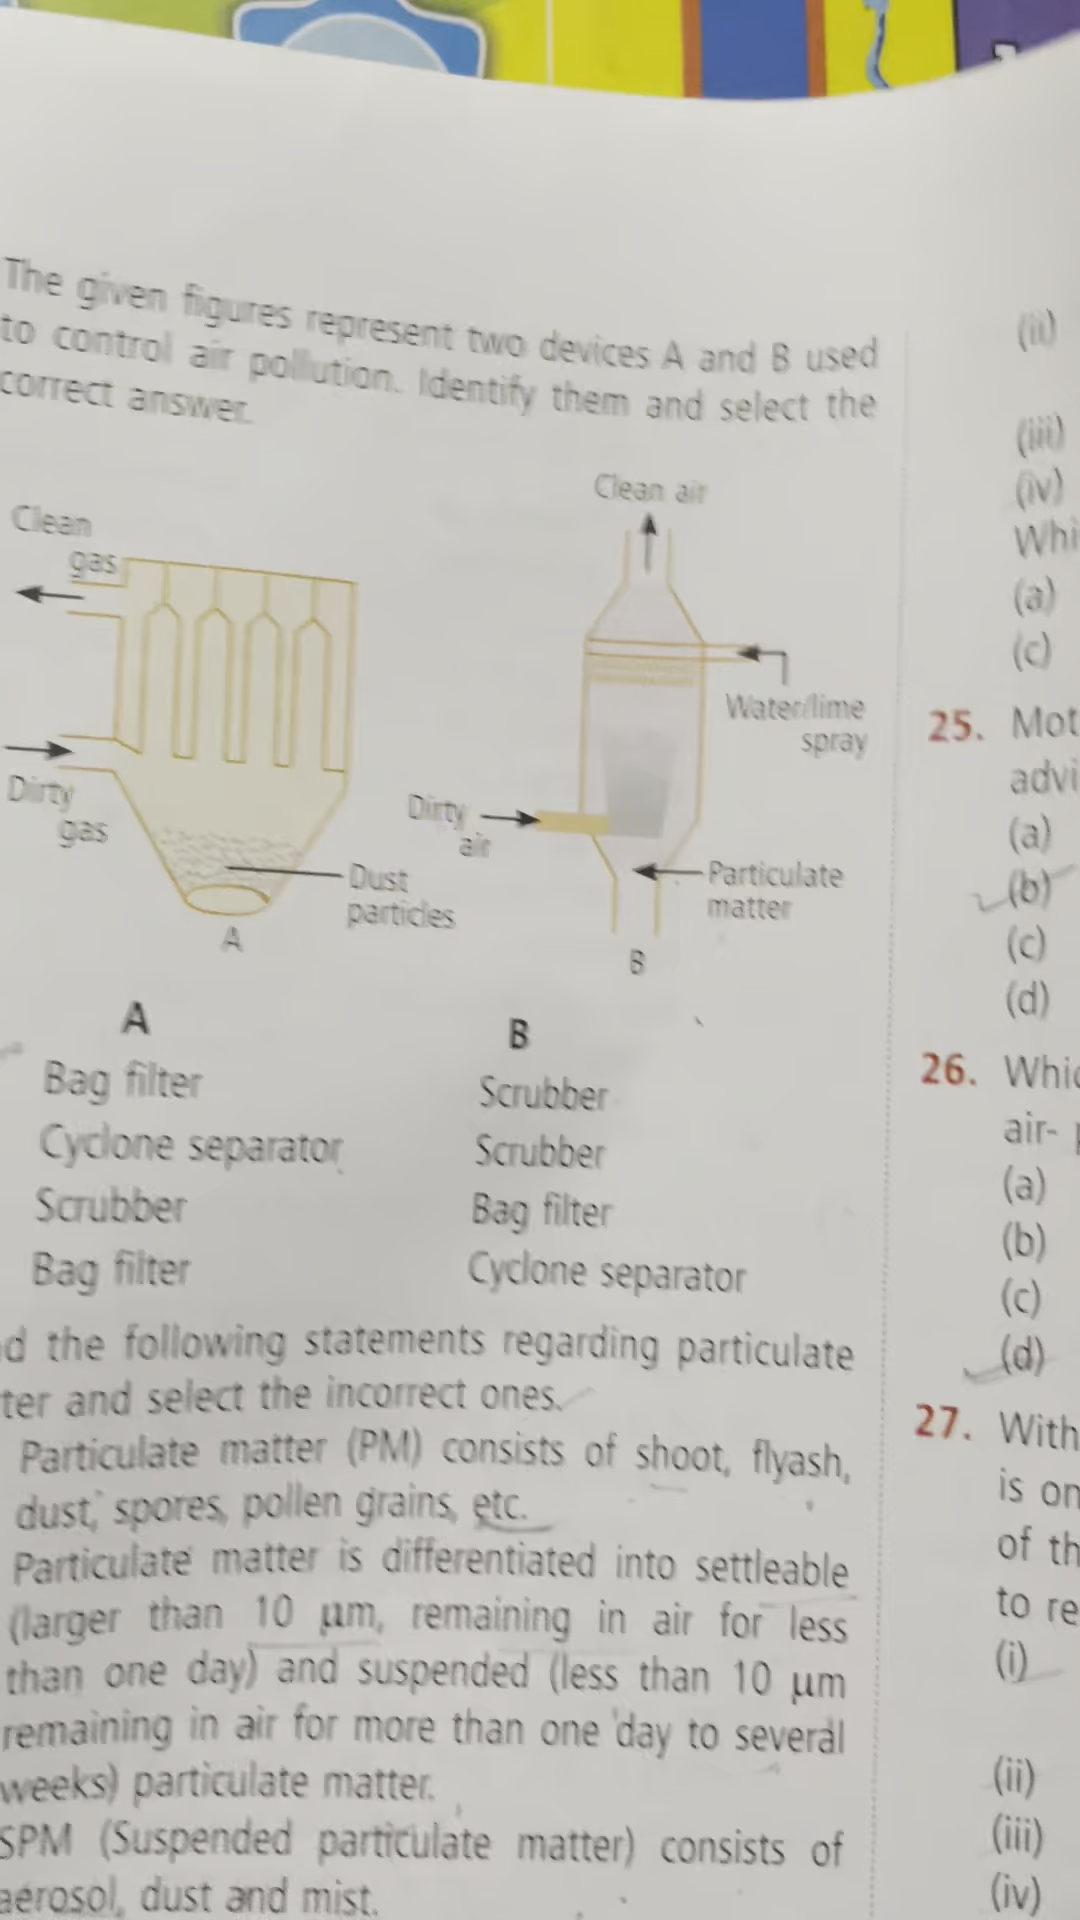 The given figures represent two devices A and B used
to control air pollution. Identify them and select the
correct answer.
Clean
gas
Dirty
gas
Dust
particles
A
Clean air
Water/lime
spray
Dirty
air
Particulate
matter
B
A B
Bag filter Scrubber
Cyclone separator Scrubber
Scrubber Bag filter
Bag filter Cyclone separator
the following statements regarding particulate
and select the incorrect ones.
Particulate matter (PM) consists of shoot, flyash,
dust, spores, pollen grains, etc.
Particulate matter is differentiated into settleable
(larger than 10 μm, remaining in air for less
than one day) and suspended (less than 10 μm
remaining in air for more than one day to several
weeks) particulate matter.
SPM (Suspended particulate matter) consists of
aerosol, dust and mist.
(ii)
(iii)
(iv)
Whi
(a)
(c)
25. Mot
advi
(a)
(b)
(c)
(d)
26. Whic
air-
(a)
(b)
(c)
(d)
27. With
is on
of th
to re
(i)
(ii)
(iii)
(iv)